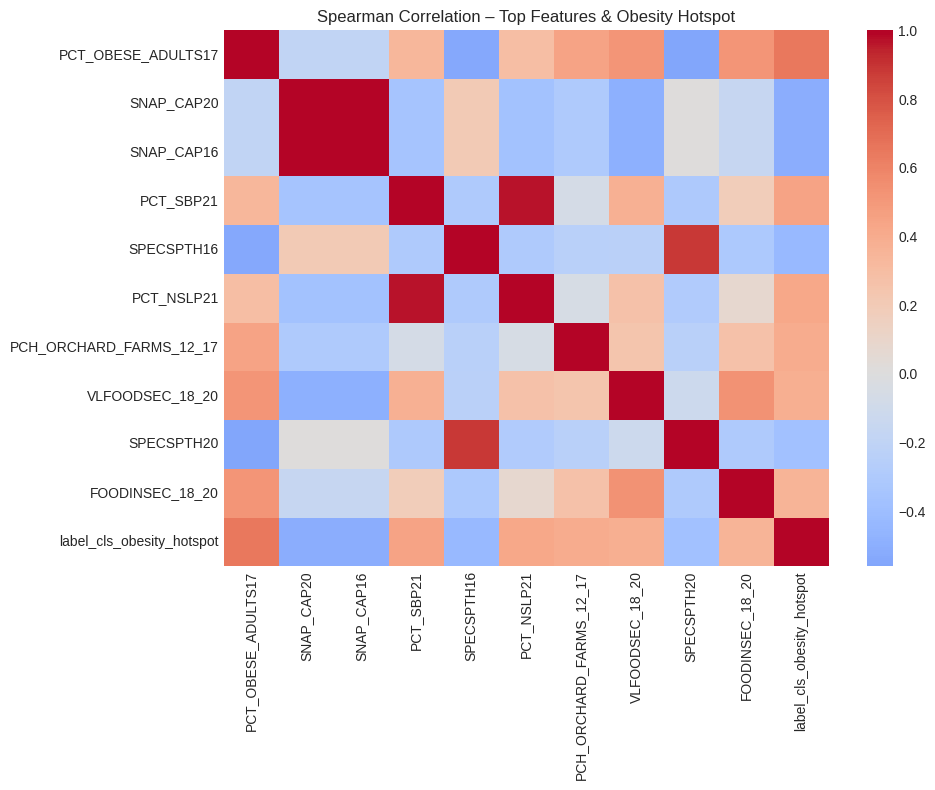 Spearman Correlation – Top Features & Obesity Hotspot
PCT_OBESE_ADULTS17
SNAP_CAP20
SNAP_CAP16
PCT_SBP21
SPECSPTH16
PCT_NSLP21
PCH_ORCHARD_FARMS_12_17
VLFOODSEC_18_20
SPECSPTH20
FOODINSEC_18_20
label_cls_obesity_hotspot
PCT_OBESE_ADULTS17
SNAP_CAP20
SNAP_CAP16
PCT_SBP21
SPECSPTH16
PCT_NSLP21
PCH_ORCHARD_FARMS_12_17
VLFOODSEC_18_20
SPECSPTH20
FOODINSEC_18_20
label_cls_obesity_hotspot
1.0
0.8
0.6
0.4
0.2
0.0
−0.2
−0.4